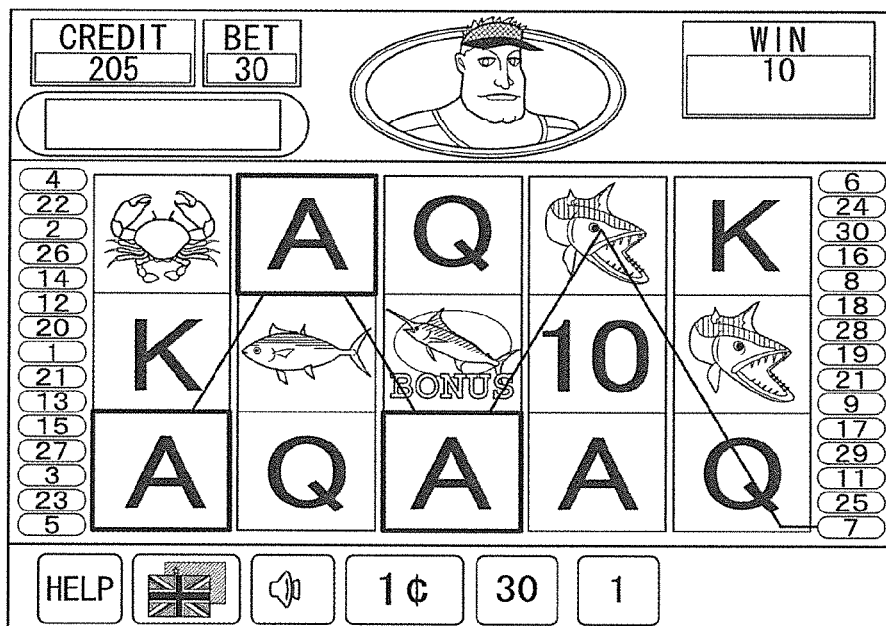 CREDIT BET WIN
205 30 10
4 6
22 A Q K 24
2 30
26 16
14 8
12 18
20 K 10 28
1 19
21 BONUS 21
13 9
15 17
27 A Q A A Q 29
3 11
23 25
5 7
HELP 1¢ 30 1